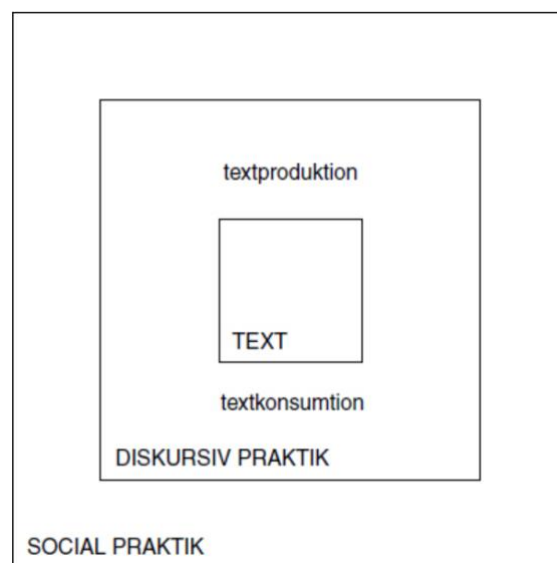 textproduktion
TEXT
textkonsumtion
DISKURSIV PRAKTIK
SOCIAL PRAKTIK